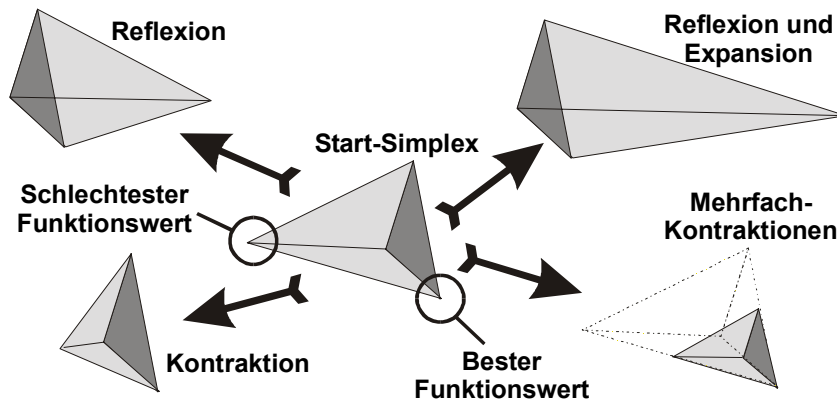 Reflexion
Reflexion und
Expansion
Start-Simplex
Schlechtester
Funktionswert
Mehrfach-
Kontraktionen
Kontraktion
Bester
Funktionswert